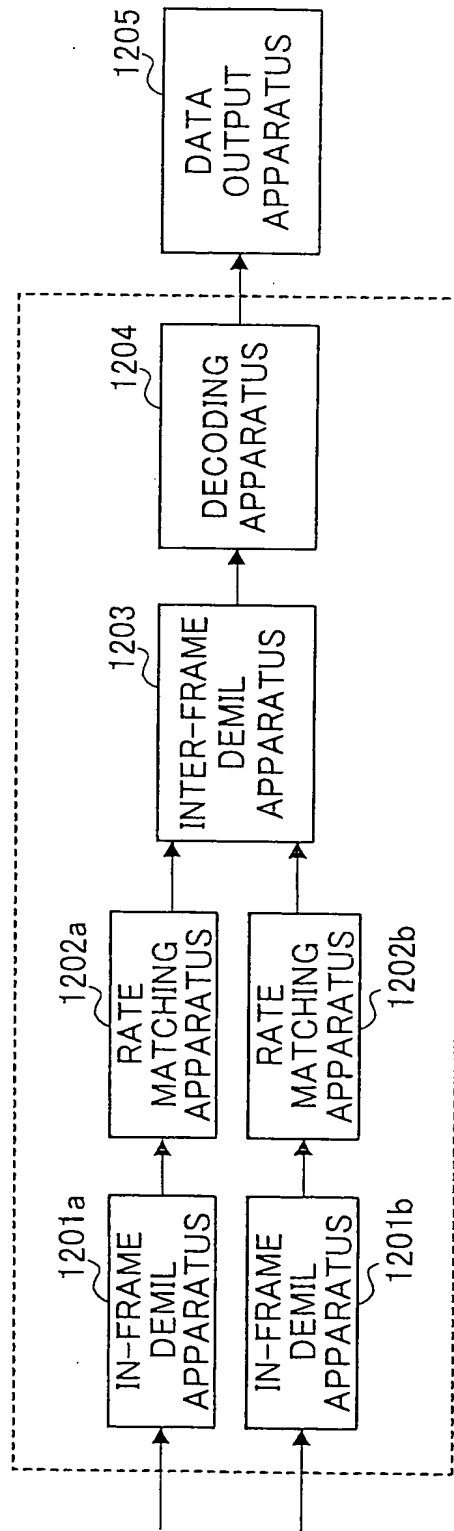 1201a
IN-FRAME
DEMIL
APPARATUS
1202a
RATE
MATCHING
APPARATUS
1201b
IN-FRAME
DEMIL
APPARATUS
1202b
RATE
MATCHING
APPARATUS
1203
INTER-FRAME
DEMIL
APPARATUS
1204
DECODING
APPARATUS
1205
DATA
OUTPUT
APPARATUS